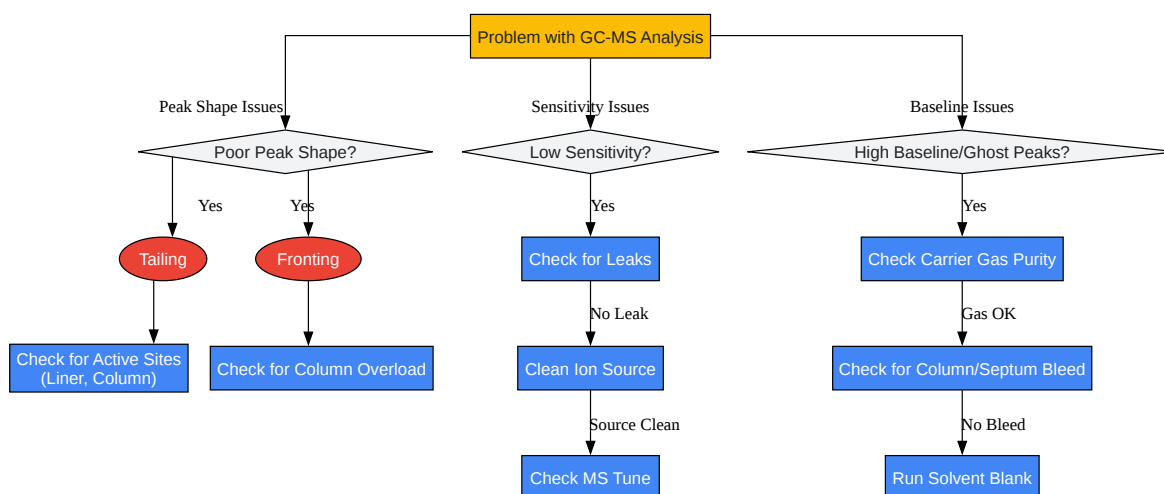 Problem with GC-MS Analysis
Peak Shape Issues
Sensitivity Issues
Baseline Issues
Poor Peak Shape?
Low Sensitivity?
High Baseline/Ghost Peaks?
Yes
Yes
Yes
Yes
Tailing
Fronting
Check for Leaks
Check Carrier Gas Purity
No Leak
Gas OK
Check for Active Sites
(Liner, Column)
Check for Column Overload
Clean Ion Source
Check for Column/Septum Bleed
Source Clean
No Bleed
Check MS Tune
Run Solvent Blank